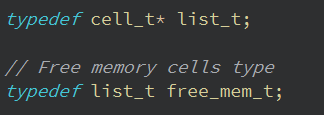 typedef cell_t* list_t;
// Free memory cells type
typedef list_t free_mem_t;